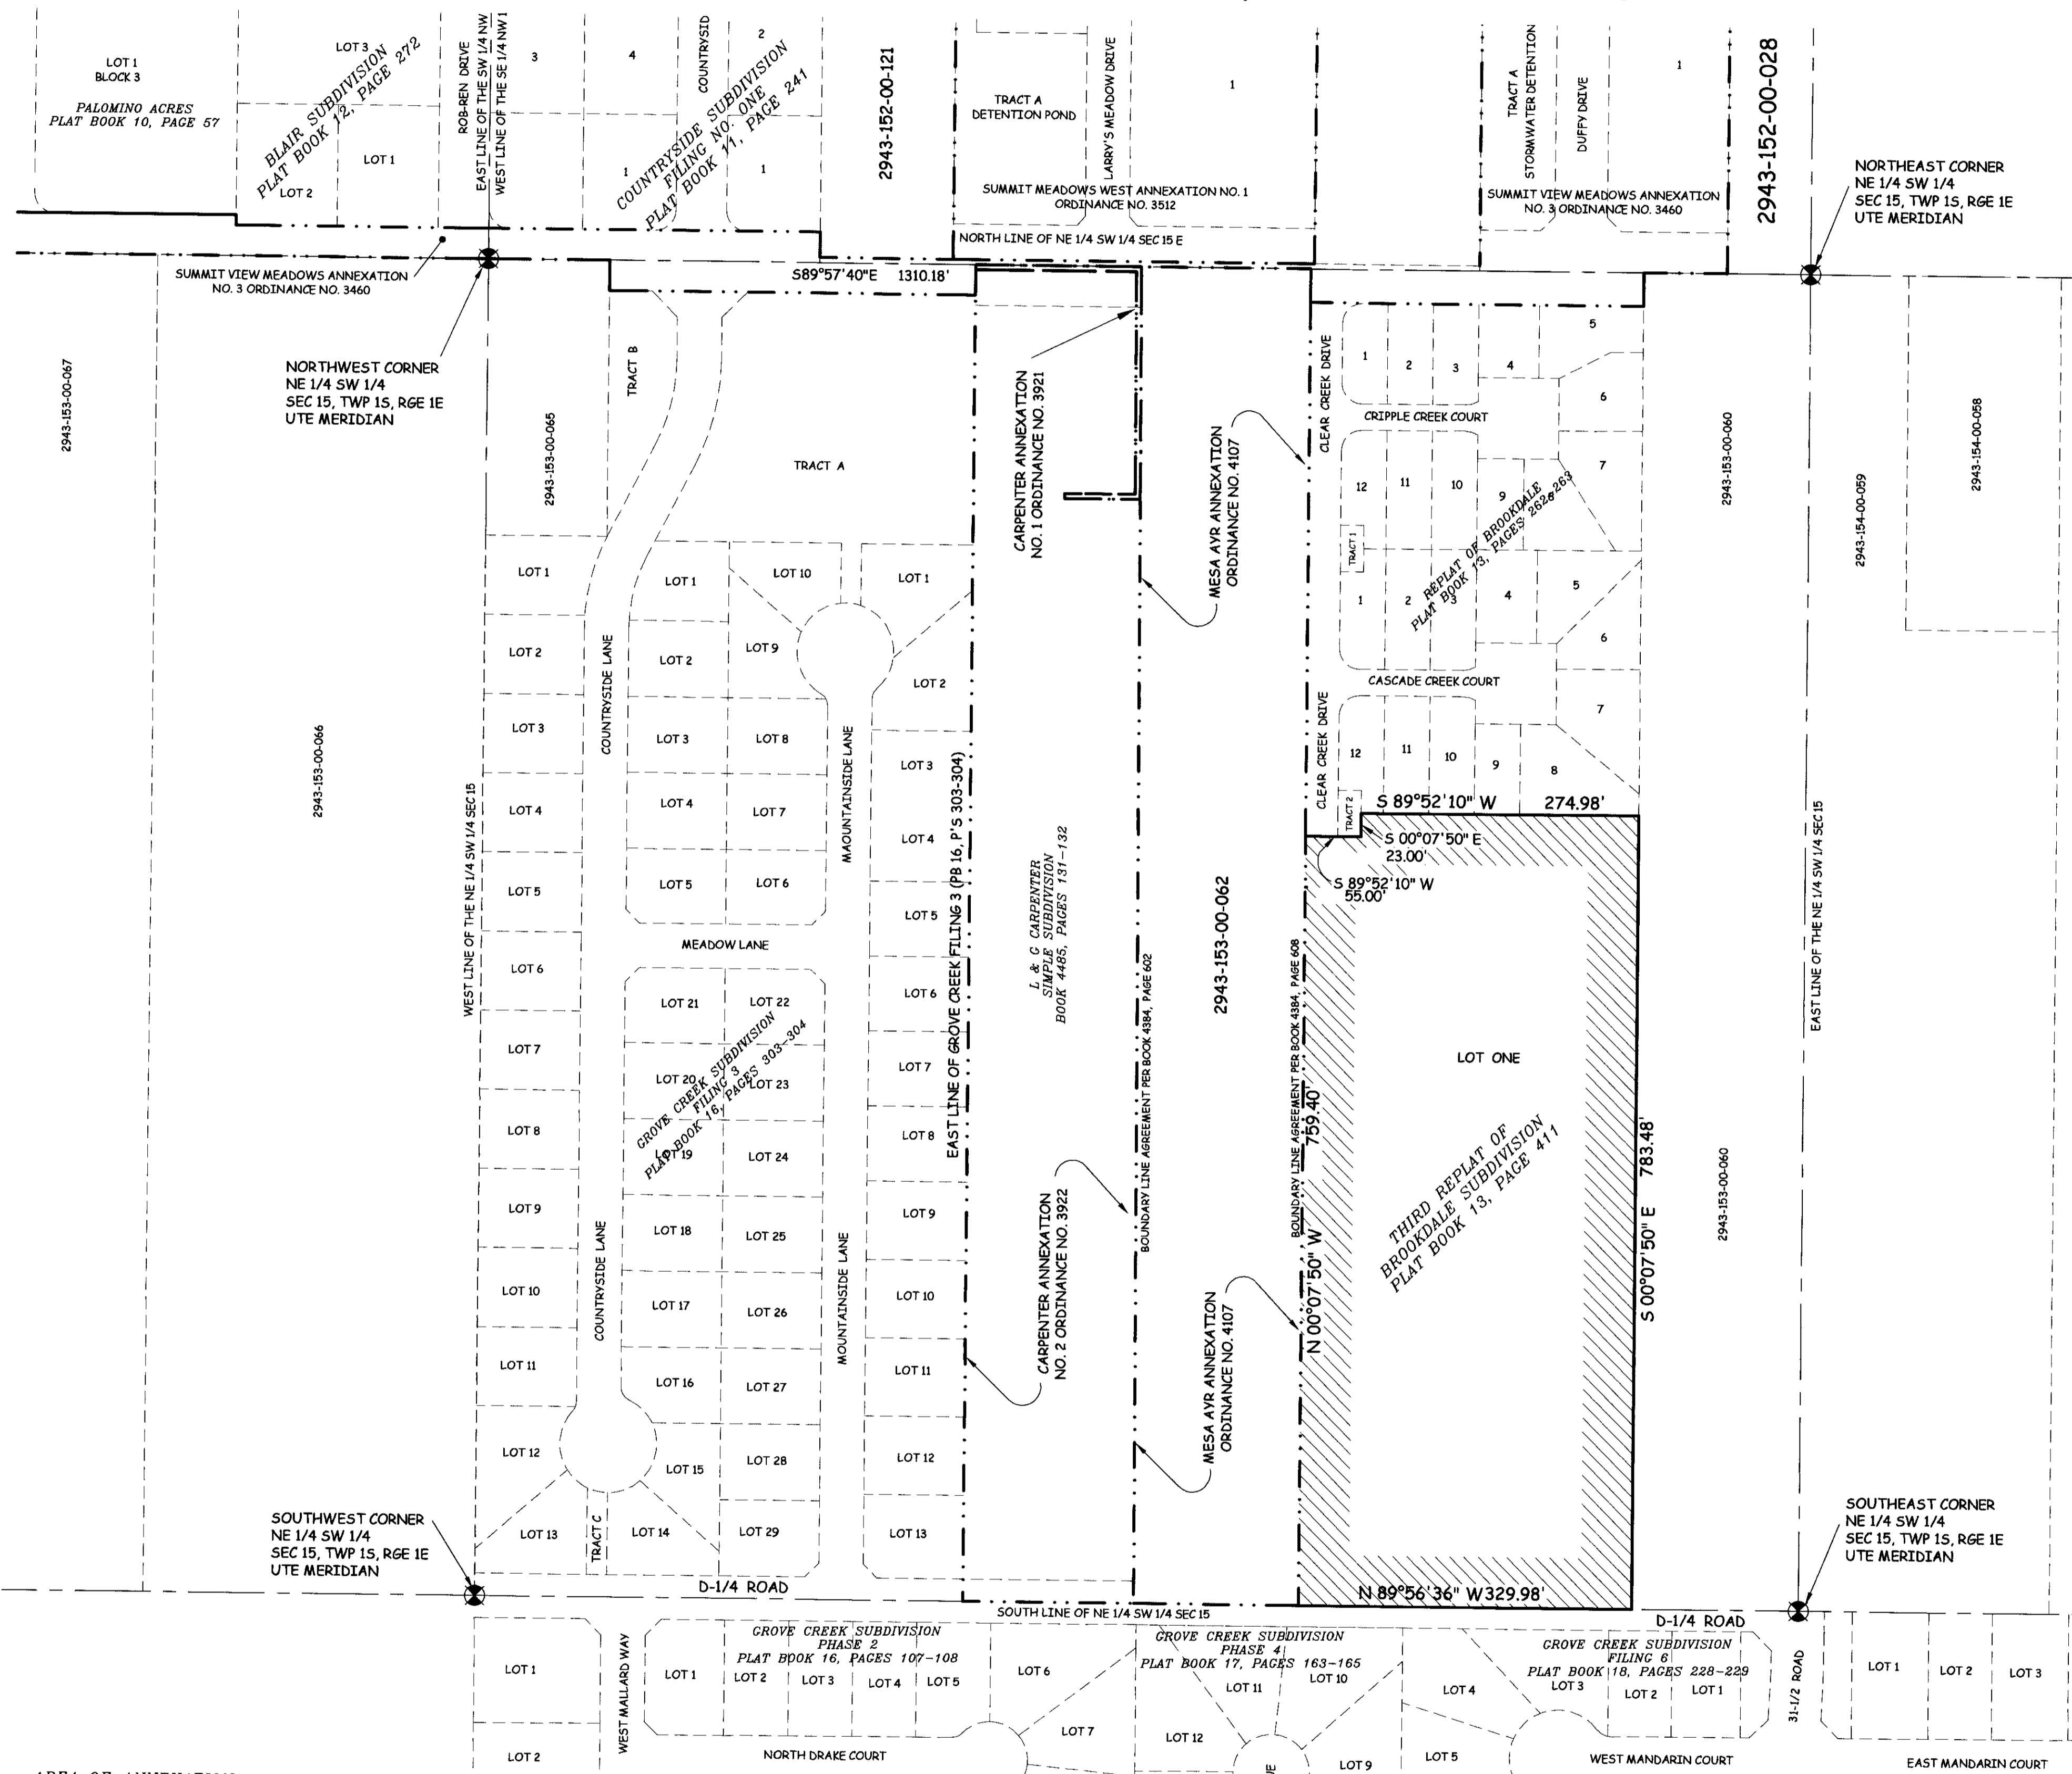 LOT 1
BLOCK 3
PALOMINO ACRES
PLAT BOOK 10, PAGE 57
LOT 3
BLAIR SUBDIVISION
PLAT BOOK 12, PAGE 272
LOT 2
LOT 1
ROB-REN DRIVE
EAST LINE OF THE SW 1/4 NW
WEST LINE OF THE SE 1/4 NW1
3
4
COUNTRYSID
2
1
1
COUNTRYSIDE SUBDIVISION
FILING NO. ONE
PLAT BOOK 11, PAGE 241
2943-152-00-121
TRACT A
DETENTION POND
LARRY'S MEADOW DRIVE
1
SUMMIT MEADOWS WEST ANNEXATION NO. 1
ORDINANCE NO. 3512
TRACT A
STORMWATER DETENTION
DUFFY DRIVE
1
SUMMIT VIEW MEADOWS ANNEXATION
NO. 3 ORDINANCE NO. 3460
2943-152-00-028
NORTHEAST CORNER
NE 1/4 SW 1/4
SEC 15, TWP 1S, RGE 1E
UTE MERIDIAN
NORTH LINE OF NE 1/4 SW 1/4 SEC 15 E
SUMMIT VIEW MEADOWS ANNEXATION
NO. 3 ORDINANCE NO. 3460
S89°57'40"E 1310.18'
NORTHWEST CORNER
NE 1/4 SW 1/4
SEC 15, TWP 1S, RGE 1E
UTE MERIDIAN
2943-153-00-067
2943-153-00-066
2943-153-00-065
TRACT B
TRACT A
WEST LINE OF THE NE 1/4 SW 1/4 SEC 15
LOT 1
LOT 2
LOT 3
LOT 4
LOT 5
LOT 6
LOT 7
LOT 8
LOT 9
LOT 10
LOT 11
LOT 12
LOT 13
COUNTRYSIDE LANE
COUNTRYSIDE LANE
LOT 1
LOT 2
LOT 3
LOT 4
LOT 5
LOT 10
LOT 9
LOT 8
LOT 7
LOT 6
MEADOW LANE
LOT 21
LOT 22
LOT 20
LOT 23
LOT 19
LOT 24
LOT 18
LOT 25
LOT 17
LOT 26
LOT 16
LOT 27
LOT 15
LOT 28
LOT 14
LOT 29
TRACT C
GROVE CREEK SUBDIVISION
FILING 3
PLAT BOOK 16, PAGES 303-304
MAOUNTAINSIDE LANE
MOUNTAINSIDE LANE
LOT 1
LOT 2
LOT 3
LOT 4
LOT 5
LOT 6
LOT 7
LOT 8
LOT 9
LOT 10
LOT 11
LOT 12
LOT 13
EAST LINE OF GROVE CREEK FILING 3 (PB 16, P'S 303-304)
CARPENTER ANNEXATION
NO. 1 ORDINANCE NO. 3921
L & G CARPENTER
SIMPLE SUBDIVISION
BOOK 4485, PAGES 131-132
CARPENTER ANNEXATION
NO. 2 ORDINANCE NO. 3922
BOUNDARY LINE AGREEMENT PER BOOK 4384, PAGE 602
MESA AYR ANNEXATION
ORDINANCE NO. 4107
2943-153-00-062
MESA AYR ANNEXATION
ORDINANCE NO. 4107
BOUNDARY LINE AGREEMENT PER BOOK 4384, PAGE 608
N 00°07'50" W 759.40'
CLEAR CREEK DRIVE
CLEAR CREEK DRIVE
1
2
3
4
5
6
7
CRIPPLE CREEK COURT
12
11
10
9
TRACT 1
REPLAT OF BROOKDALE
PLAT BOOK 13, PAGES 262-263
1
2
3
4
5
6
7
CASCADE CREEK COURT
12
11
10
9
8
TRACT 2
S 89°52'10" W 274.98'
S 00°07'50" E
23.00'
S 89°52'10" W
55.00'
LOT ONE
THIRD REPLAT OF
BROOKDALE SUBDIVISION
PLAT BOOK 13, PAGE 411
S 00°07'50" E 783.48'
N 89°56'36" W329.98'
2943-153-00-060
2943-153-00-060
EAST LINE OF THE NE 1/4 SW 1/4 SEC 15
2943-154-00-059
2943-154-00-058
SOUTHWEST CORNER
NE 1/4 SW 1/4
SEC 15, TWP 1S, RGE 1E
UTE MERIDIAN
SOUTHEAST CORNER
NE 1/4 SW 1/4
SEC 15, TWP 1S, RGE 1E
UTE MERIDIAN
D-1/4 ROAD
SOUTH LINE OF NE 1/4 SW 1/4 SEC 15
D-1/4 ROAD
LOT 1
LOT 2
WEST MALLARD WAY
GROVE CREEK SUBDIVISION
PHASE 2
PLAT BOOK 16, PAGES 107-108
LOT 1
LOT 2
LOT 3
LOT 4
LOT 5
LOT 6
LOT 7
NORTH DRAKE COURT
GROVE CREEK SUBDIVISION
PHASE 4
PLAT BOOK 17, PAGES 163-165
LOT 11
LOT 10
LOT 12
LOT 9
LOT 4
LOT 5
GROVE CREEK SUBDIVISION
FILING 6
PLAT BOOK 18, PAGES 228-229
LOT 3
LOT 2
LOT 1
WEST MANDARIN COURT
31-1/2 ROAD
LOT 1
LOT 2
LOT 3
EAST MANDARIN COURT